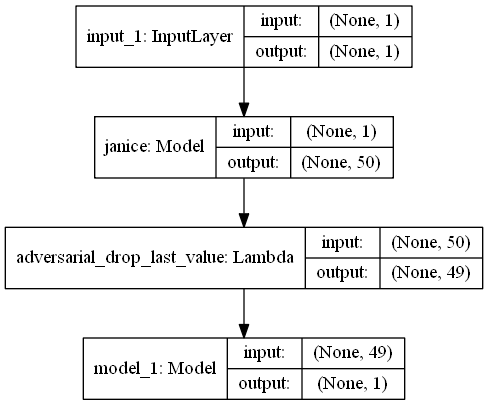 input_1: InputLayer
input: (None, 1)
output: (None, 1)
janice: Model
input: (None, 1)
output: (None, 50)
adversarial_drop_last_value: Lambda
input: (None, 50)
output: (None, 49)
model_1: Model
input: (None, 49)
output: (None, 1)